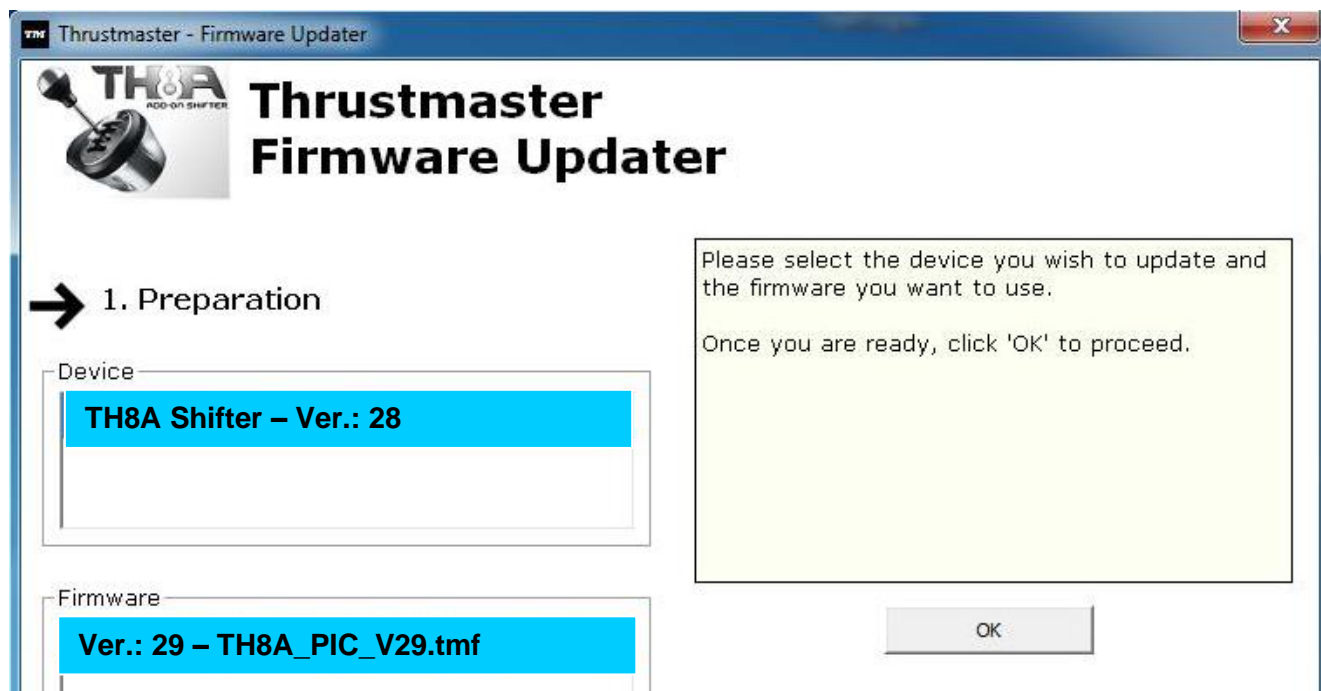 Thrustmaster - Firmware Updater
TH8A
ADD-ON SHIFTER
Thrustmaster
Firmware Updater
1. Preparation
Device
TH8A Shifter – Ver.: 28
Firmware
Ver.: 29 – TH8A_PIC_V29.tmf
Please select the device you wish to update and
the firmware you want to use.
Once you are ready, click 'OK' to proceed.
OK